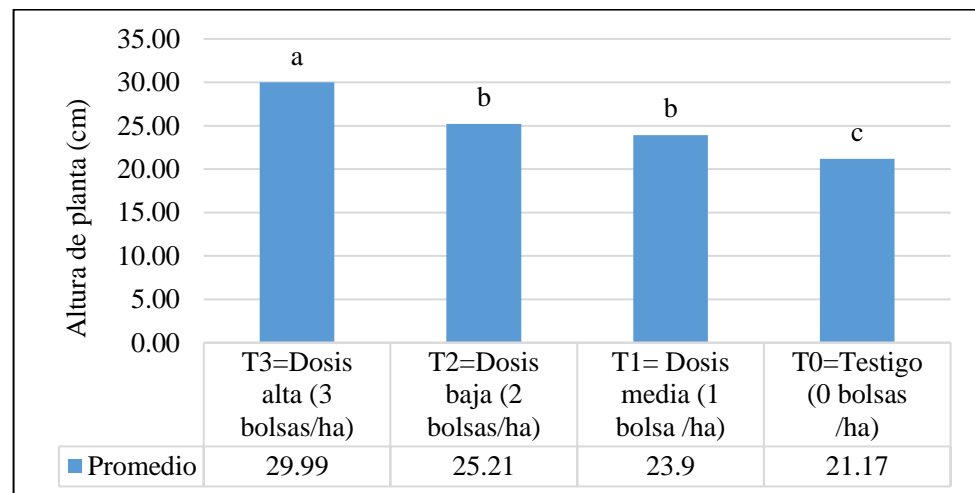 Altura de planta (cm)
35.00
30.00
25.00
20.00
15.00
10.00
5.00
0.00
a
b
b
c
T3=Dosis
alta (3
bolsas/ha)
T2=Dosis
baja (2
bolsas/ha)
T1= Dosis
media (1
bolsa /ha)
T0=Testigo
(0 bolsas
/ha)
Promedio 29.99 25.21 23.9 21.17